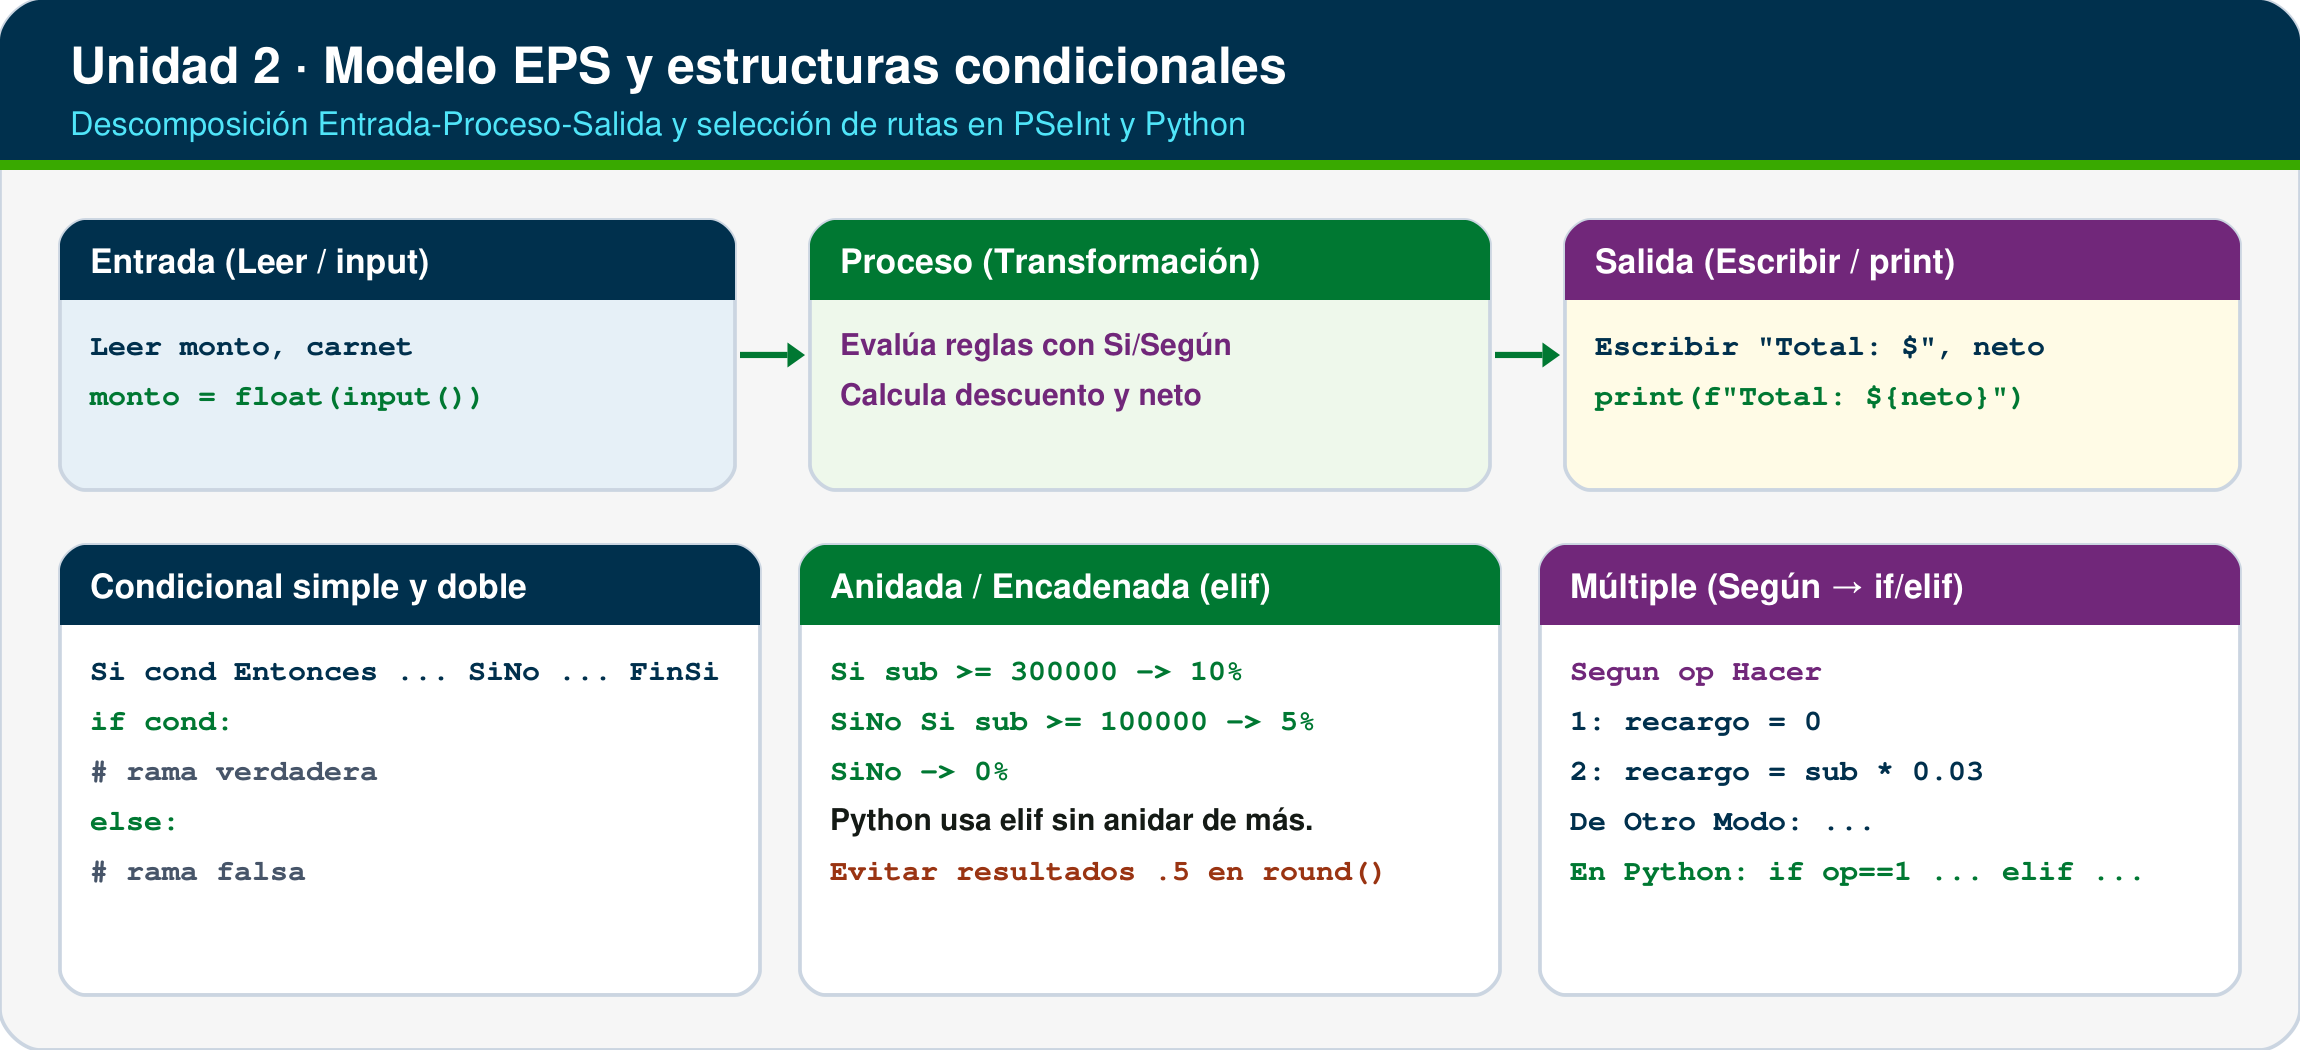 Unidad 2 · Modelo EPS y estructuras condicionales
Descomposición Entrada-Proceso-Salida y selección de rutas en PSeInt y Python
Entrada (Leer / input)
Leer monto, carnet
monto = float(input())
Proceso (Transformación)
Evalúa reglas con Si/Según
Calcula descuento y neto
Salida (Escribir / print)
Escribir "Total: $", neto
print(f"Total: ${neto}")
Condicional simple y doble
Si cond Entonces ... SiNo ... FinSi
if cond:
# rama verdadera
else:
# rama falsa
Anidada / Encadenada (elif)
Si sub >= 300000 —> 10%
SiNo Si sub >= 100000 —> 5%
SiNo —> 0%
Python usa elif sin anidar de más.
Evitar resultados .5 en round()
Múltiple (Según → if/elif)
Segun op Hacer
1: recargo = 0
2: recargo = sub * 0.03
De Otro Modo: ...
En Python: if op==1 ... elif ...